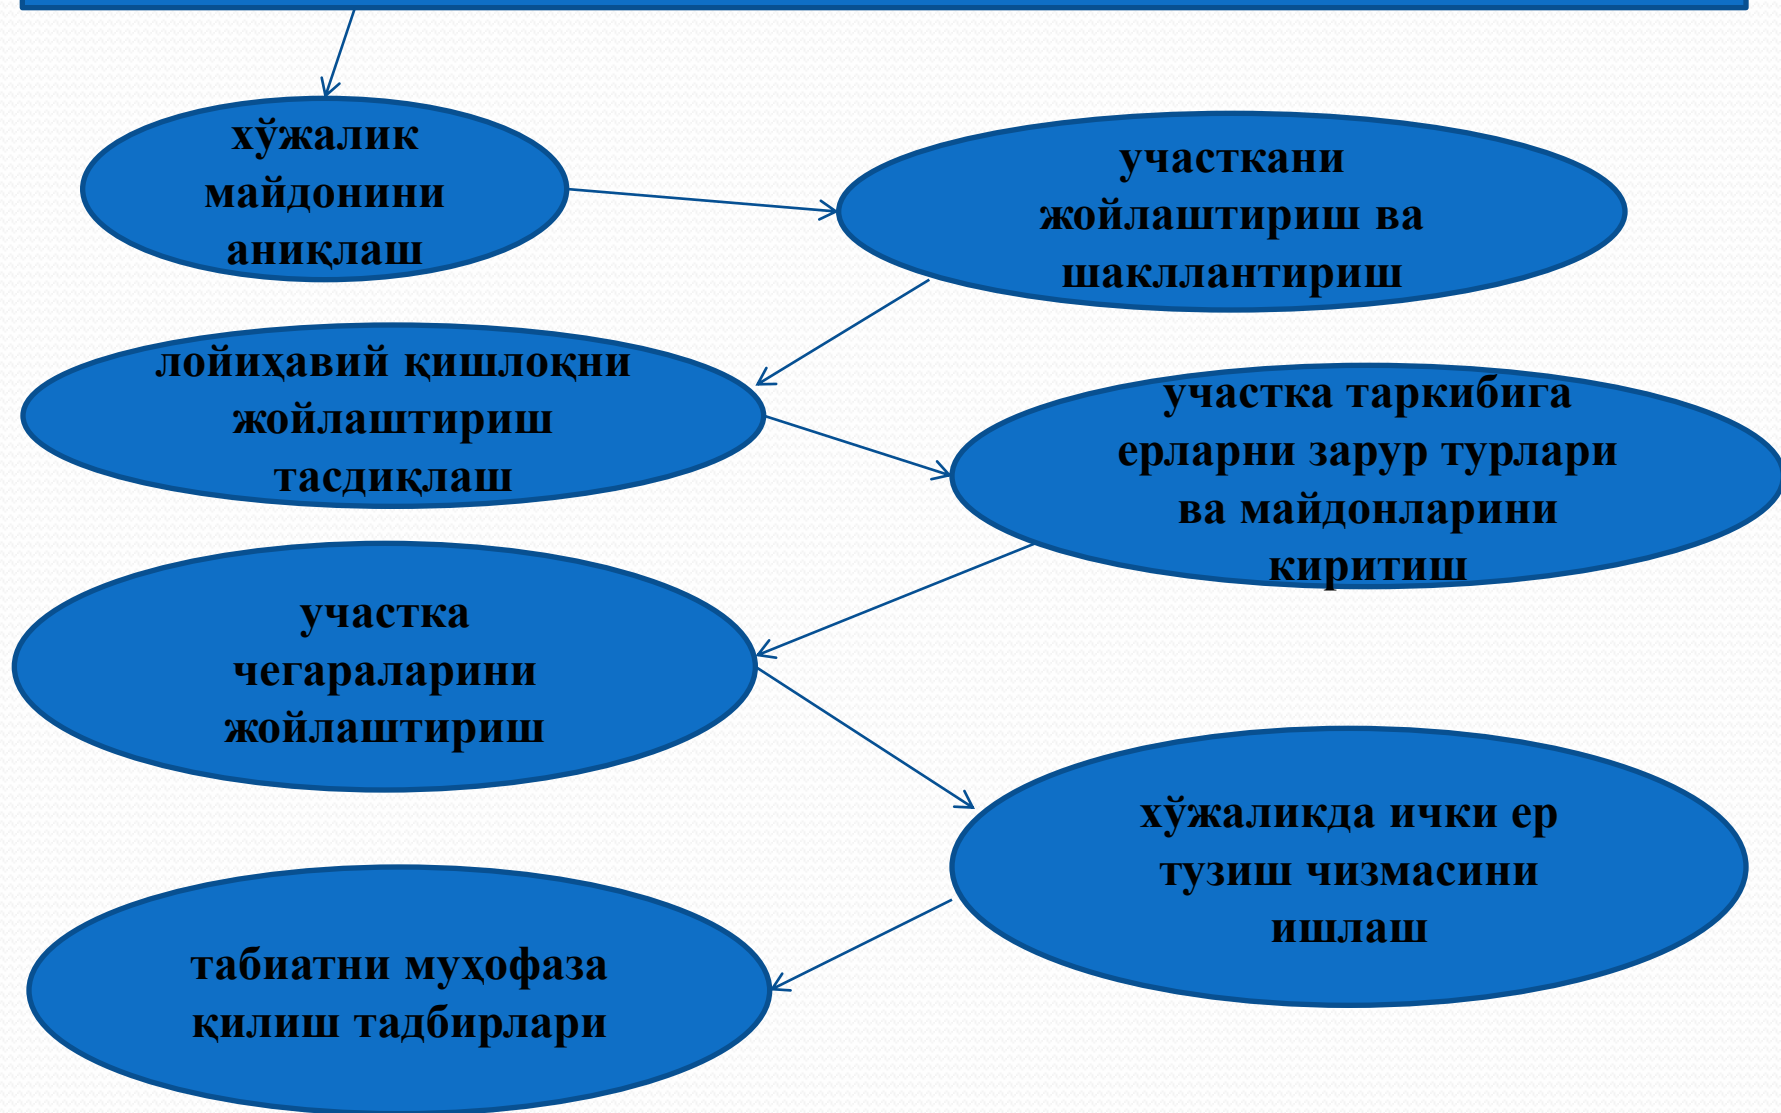 хўжалик
майдонини
аниқлаш
участкани
жойлаштириш ва
шакллантириш
лойиҳавий қишлоқни
жойлаштириш
тасдиқлаш
участка таркибига
ерларни зарур турлари
ва майдонларини
киритиш
участка
чегараларини
жойлаштириш
хўжаликда ички ер
тузиш чизмасини
ишлаш
табиатни муҳофаза
қилиш тадбирлари